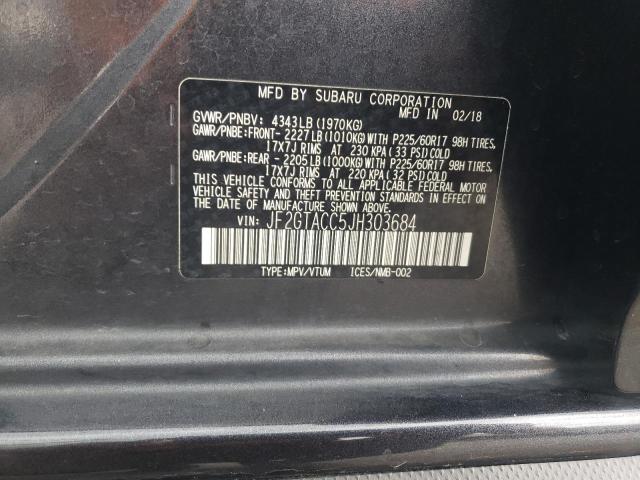 MFD BY SUBARU CORPORATION
MFD IN 02/18
GVWR/PNBV: 4343LB(1970KG)
GAWR/PNBE:FRONT- 2227LB(1010KG)WITH P225/60R17 98H TIRES,
17X7J RIMS AT 230 KPA(33 PSI)COLD
GAWR/PNBE:REAR - 2205LB(1000KG)WITH P225/60R17 98H TIRES,
17X7J RIMS AT 220 KPA(32 PSI)COLD
THIS VEHICLE CONFORMS TO ALL APPLICABLE FEDERAL MOTOR
VEHICLE SAFETY AND THEFT PREVENTION STANDARDS IN EFFECT ON
THE DATE OF MANUFACTURE SHOWN ABOVE.
VIN: JF2GTACC5JH303684
TYPE:MPV/VTUM ICES/NMB-002